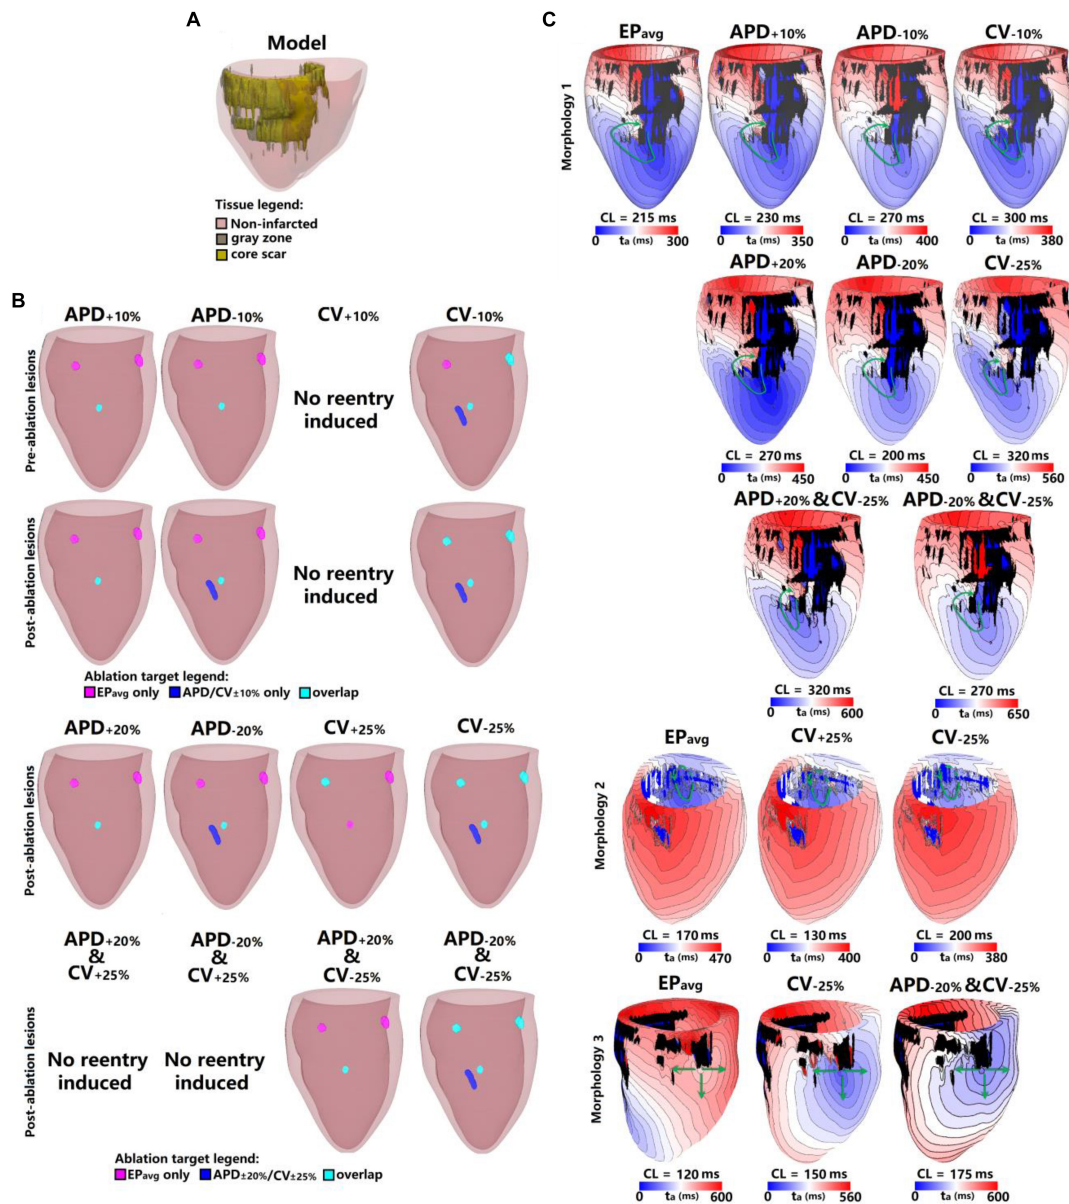 A
Model
Tissue legend:
Non-infarcted
gray zone
core scar
B
APD+10% APD-10% CV+10% CV-10%
Pre-ablation lesions
No reentry
induced
Post-ablation lesions
No reentry
induced
Ablation target legend:
EPavg only APD/CV±10% only overlap
APD+20% APD-20% CV+25% CV-25%
Post-ablation lesions
APD+20% APD-20% APD+20% APD-20%
& & & &
CV+25% CV+25% CV-25% CV-25%
Post-ablation lesions
No reentry No reentry
induced induced
Ablation target legend:
EPavg only APD±20%/CV±25% overlap
C
EPavg APD+10% APD-10% CV-10%
Morphology 1
CL = 215 ms CL = 230 ms CL = 270 ms CL = 300 ms
0 ta (ms) 300 0 ta (ms) 350 0 ta (ms) 400 0 ta (ms) 380
APD+20% APD-20% CV-25%
CL = 270 ms CL = 200 ms CL = 320 ms
0 ta (ms) 450 0 ta (ms) 450 0 ta (ms) 560
APD+20% &CV-25% APD-20% &CV-25%
CL = 320 ms CL = 270 ms
0 ta (ms) 600 0 ta (ms) 650
EPavg CV+25% CV-25%
Morphology 2
CL = 170 ms CL = 130 ms CL = 200 ms
0 ta (ms) 470 0 ta (ms) 400 0 ta (ms) 380
EPavg CV-25% APD-20% &CV-25%
Morphology 3
CL = 120 ms CL = 150 ms CL = 175 ms
0 ta (ms) 600 0 ta (ms) 560 0 ta (ms) 600